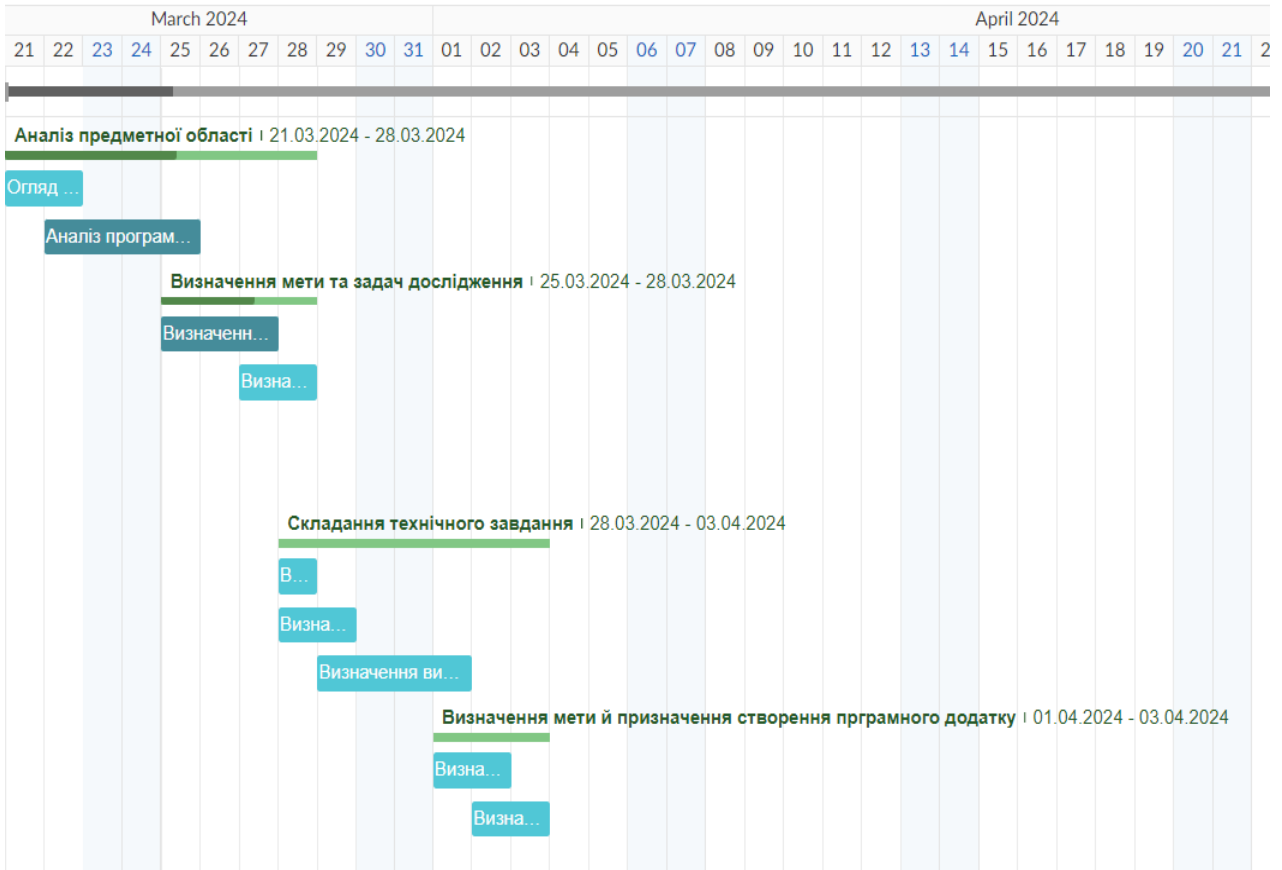 March 2024 April 2024
21 22 23 24 25 26 27 28 29 30 31 01 02 03 04 05 06 07 08 09 10 11 12 13 14 15 16 17 18 19 20 21 2
Аналіз предметної області 21.03.2024 - 28.03.2024
Огляд ...
Аналіз програм...
Визначення мети та задач дослідження 25.03.2024 - 28.03.2024
Визначенн...
Визна...
Складання технічного завдання 28.03.2024 - 03.04.2024
В...
Визна...
Визначення ви...
Визначення мети й призначення створення прграмного додатку 01.04.2024 - 03.04.2024
Визна...
Визна...